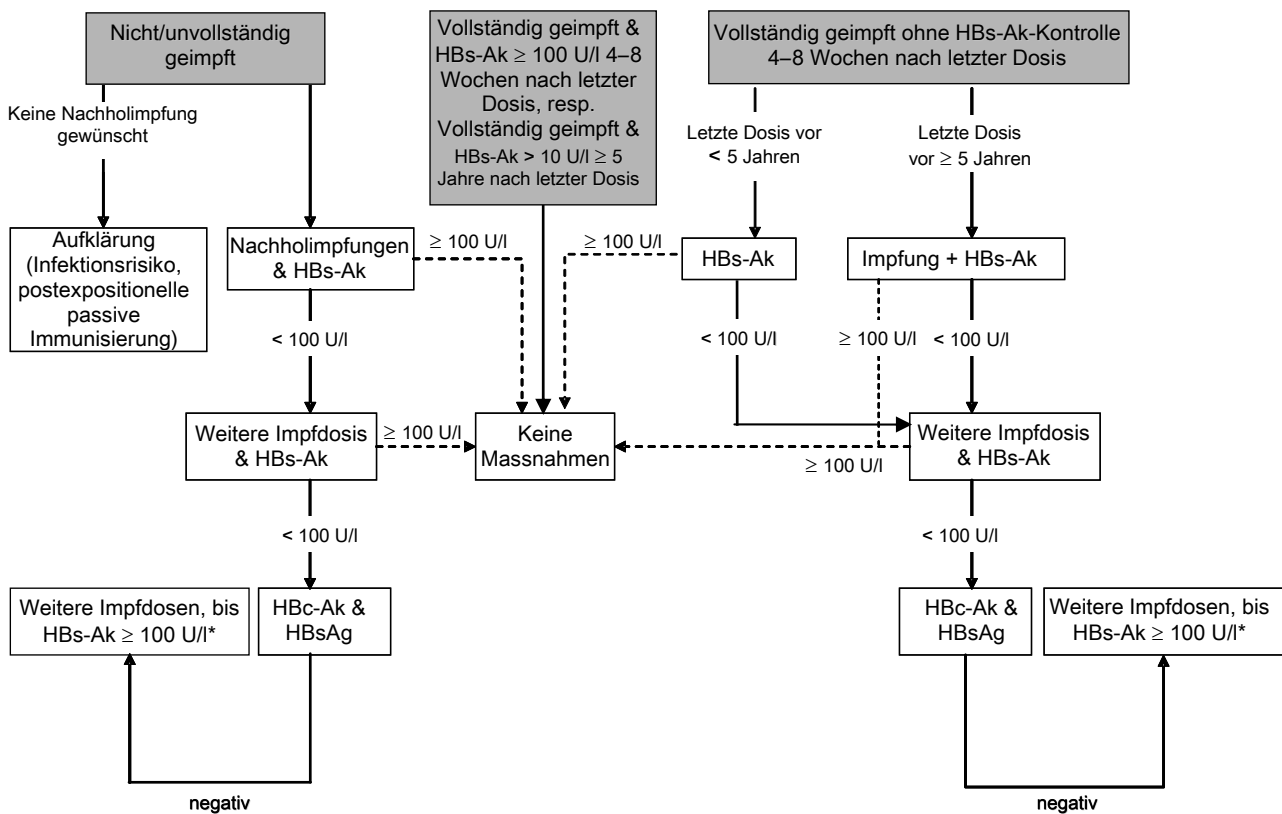 Nicht/unvollständig
geimpft
Vollständig geimpft &
HBs-Ak ≥ 100 U/l 4–8
Wochen nach letzter
Dosis, resp.
Vollständig geimpft &
HBs-Ak > 10 U/l ≥ 5
Jahre nach letzter Dosis
Vollständig geimpft ohne HBs-Ak-Kontrolle
4–8 Wochen nach letzter Dosis
Keine Nachholimpfung
gewünscht
Letzte Dosis vor
< 5 Jahren
Letzte Dosis
vor ≥ 5 Jahren
Aufklärung
(Infektionsrisiko,
postexpositionelle
passive
Immunisierung)
Nachholimpfungen
& HBs-Ak
≥ 100 U/l
≥ 100 U/l
HBs-Ak
Impfung + HBs-Ak
< 100 U/l
< 100 U/l
≥ 100 U/l
< 100 U/l
Weitere Impfdosis
& HBs-Ak
≥ 100 U/l
Keine
Massnahmen
≥ 100 U/l
Weitere Impfdosis
& HBs-Ak
< 100 U/l
< 100 U/l
Weitere Impfdosen, bis
HBs-Ak ≥ 100 U/l*
HBc-Ak &
HBsAg
HBc-Ak &
HBsAg
Weitere Impfdosen, bis
HBs-Ak ≥ 100 U/l*
negativ
negativ